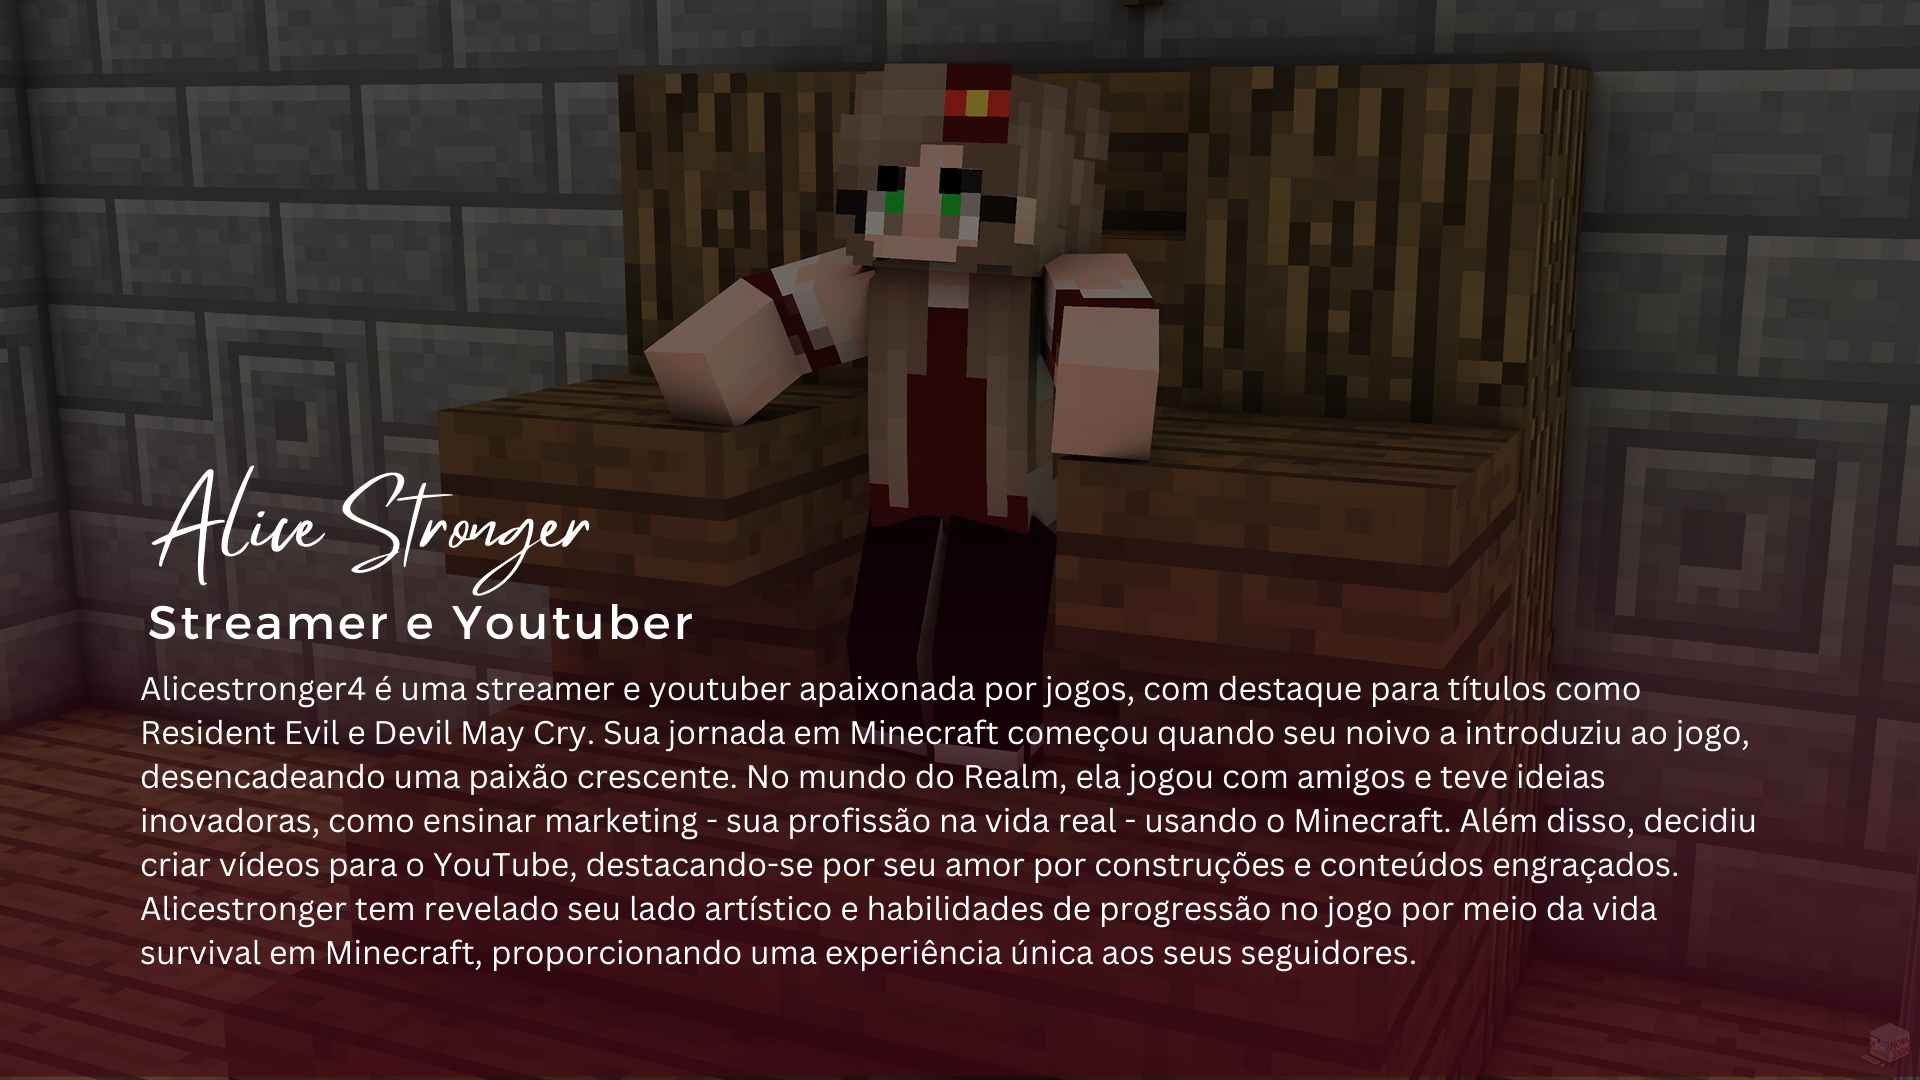 Alice Stronger
Streamer e Youtuber
Alicestronger4 é uma streamer e youtuber apaixonada por jogos, com destaque para títulos como
Resident Evil e Devil May Cry. Sua jornada em Minecraft começou quando seu noivo a introduziu ao jogo,
desencadeando uma paixão crescente. No mundo do Realm, ela jogou com amigos e teve ideias
inovadoras, como ensinar marketing - sua profissão na vida real - usando o Minecraft. Além disso, decidiu
criar vídeos para o YouTube, destacando-se por seu amor por construções e conteúdos engraçados.
Alicestronger tem revelado seu lado artístico e habilidades de progressão no jogo por meio da vida
survival em Minecraft, proporcionando uma experiência única aos seus seguidores.